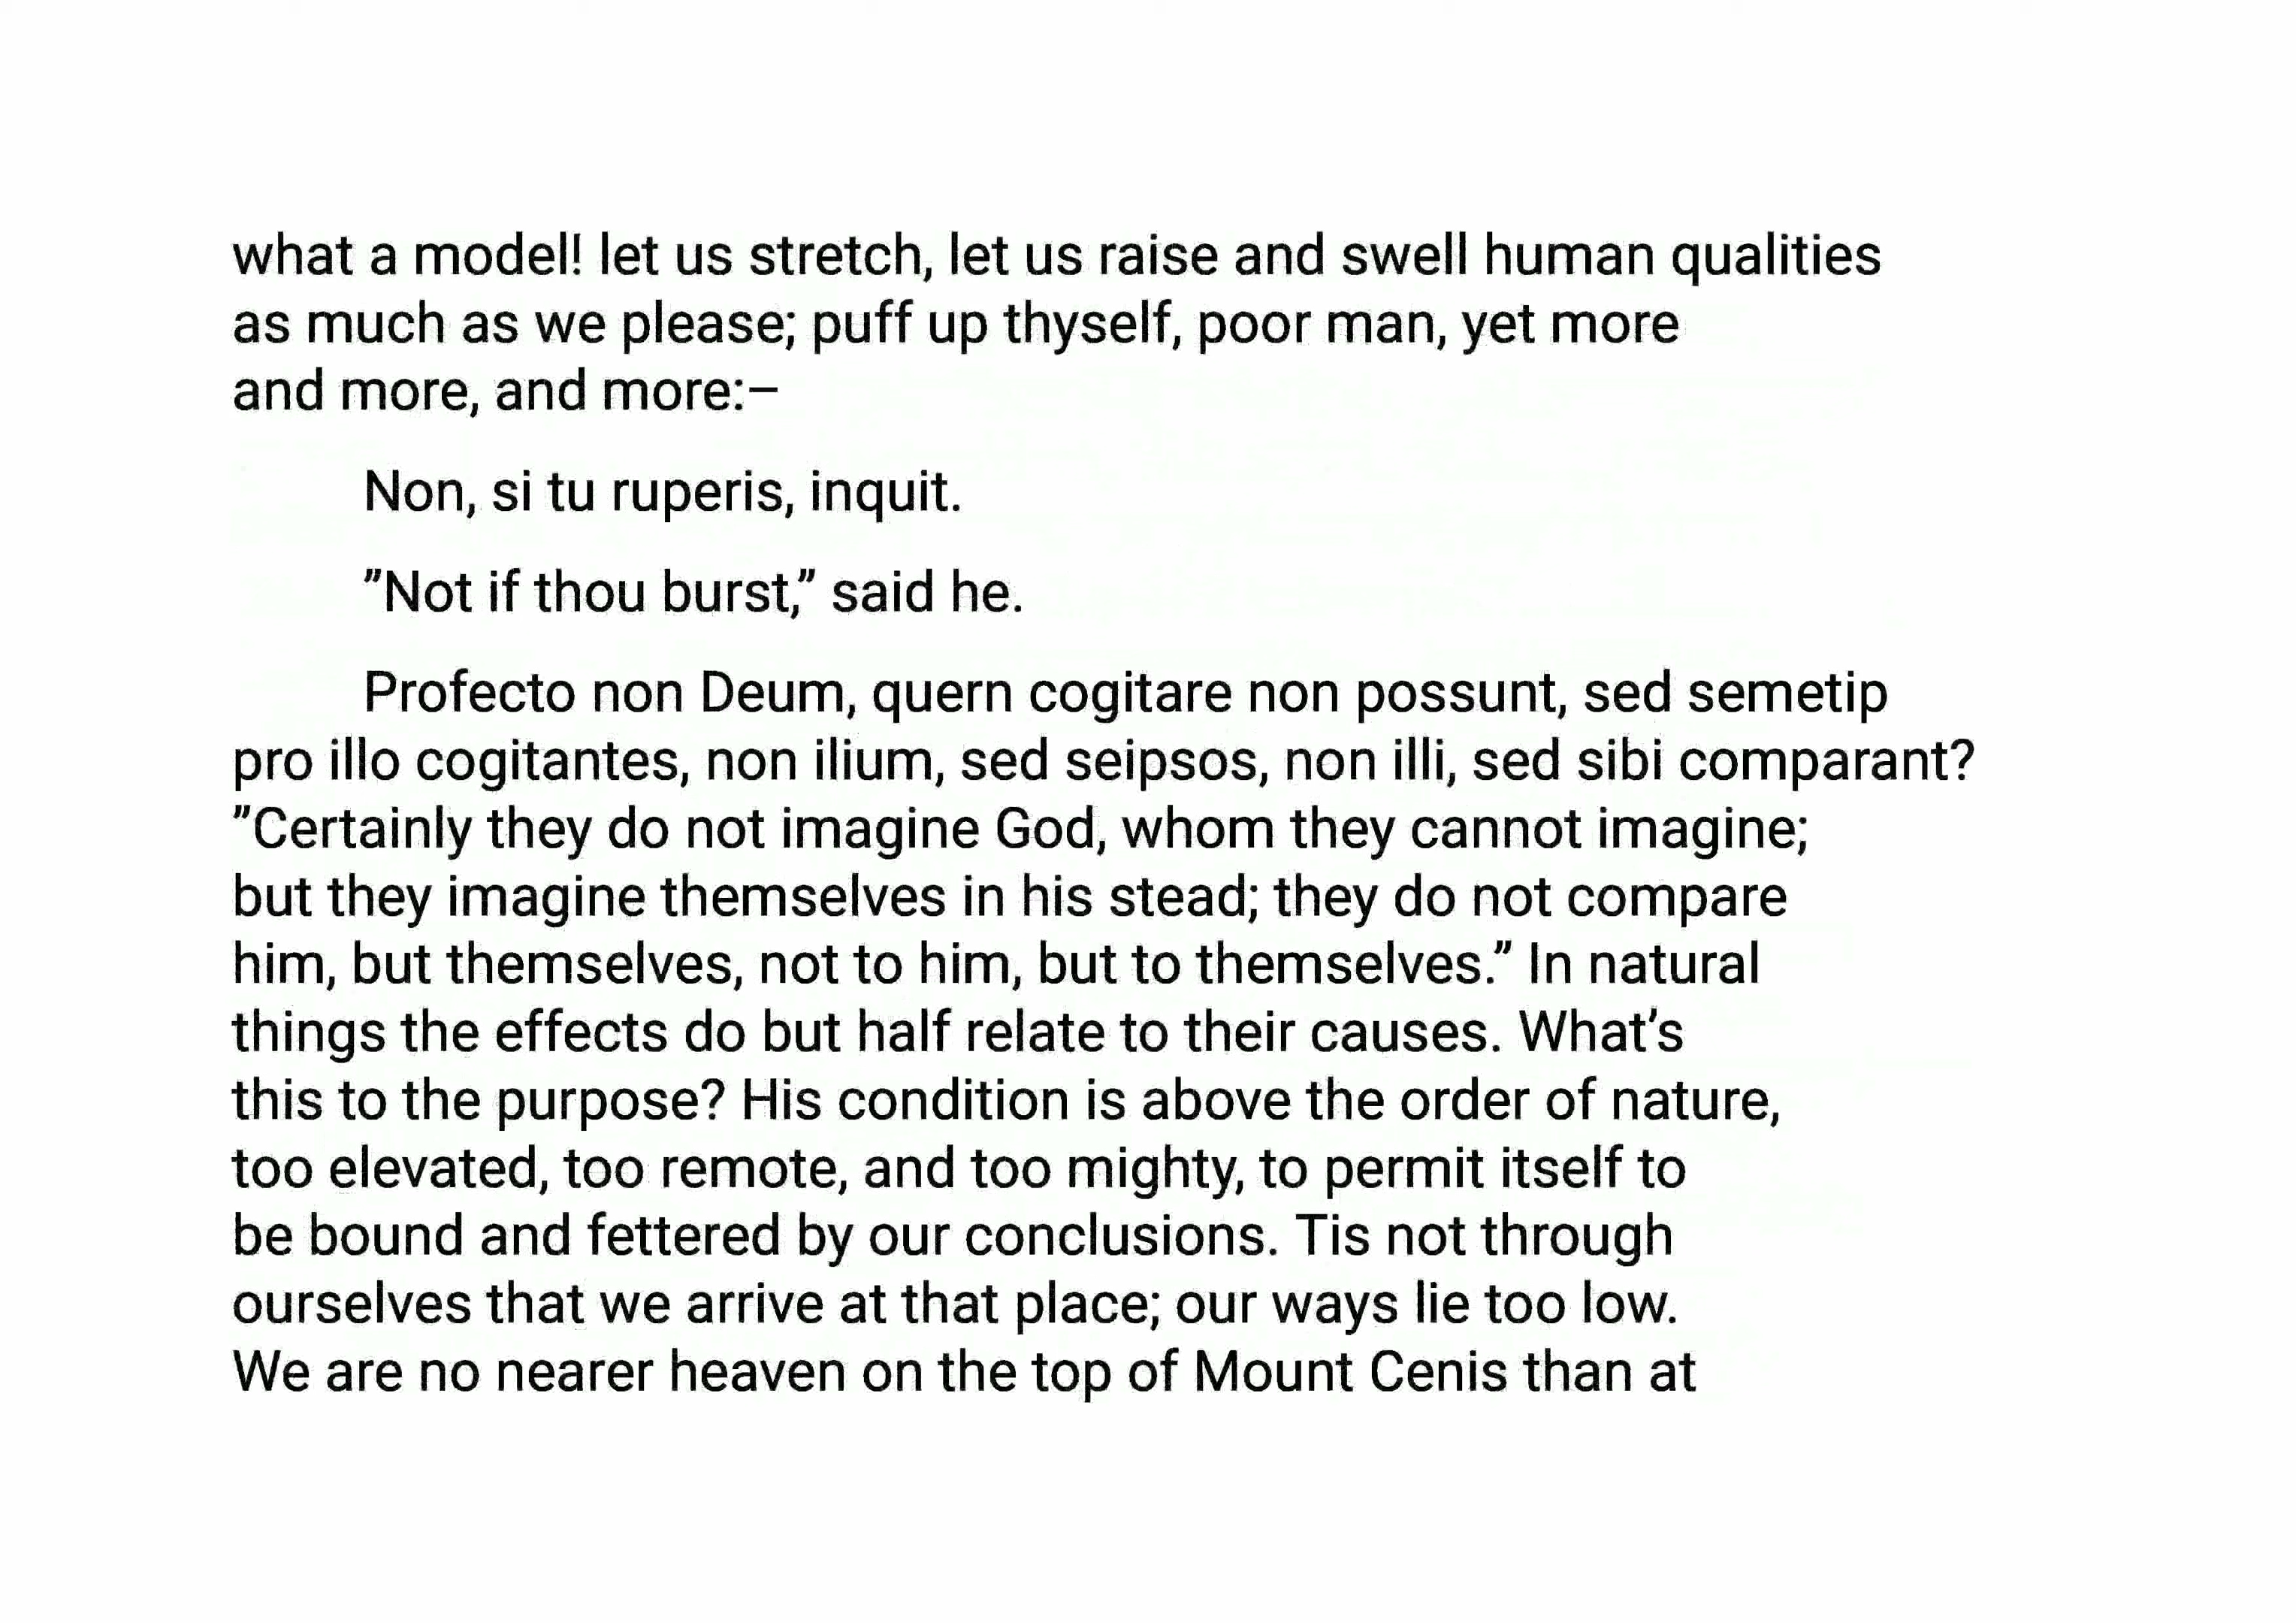 what a model! let us stretch, let us raise and swell human qualities
as much as we please; puff up thyself, poor man, yet more
and more, and more:–
Non, si tu ruperis, inquit.
"Not if thou burst," said he.
Profecto non Deum, quern cogitare non possunt, sed semetip
pro illo cogitantes, non ilium, sed seipsos, non illi, sed sibi comparant?
"Certainly they do not imagine God, whom they cannot imagine;
but they imagine themselves in his stead; they do not compare
him, but themselves, not to him, but to themselves." In natural
things the effects do but half relate to their causes. What's
this to the purpose? His condition is above the order of nature,
too elevated, too remote, and too mighty, to permit itself to
be bound and fettered by our conclusions. Tis not through
ourselves that we arrive at that place; our ways lie too low.
We are no nearer heaven on the top of Mount Cenis than at